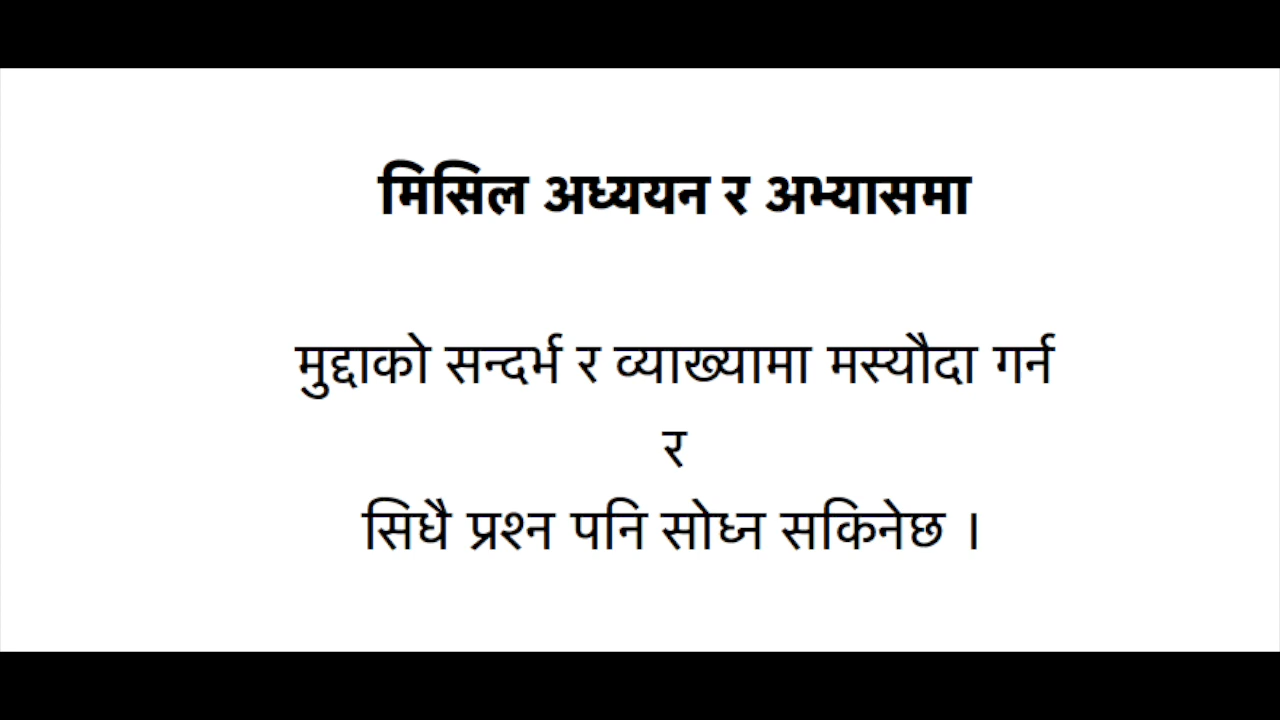 मिसिल अध्ययन र अभ्यासमा
मुद्दाको सन्दर्भ र व्याख्यामा मस्यौदा गर्न
र
सिधै प्रश्न पनि सोध्न सकिनेछ ।